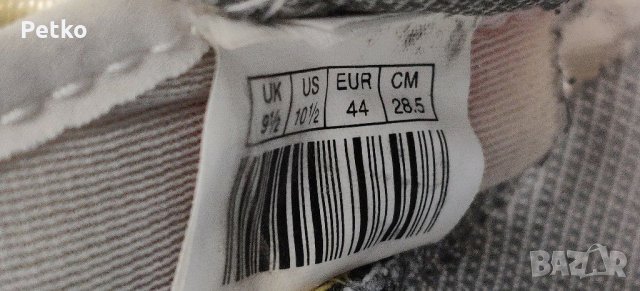 Petko
UK US EUR CM
9½ 10½ 44 28.5
BAZAR